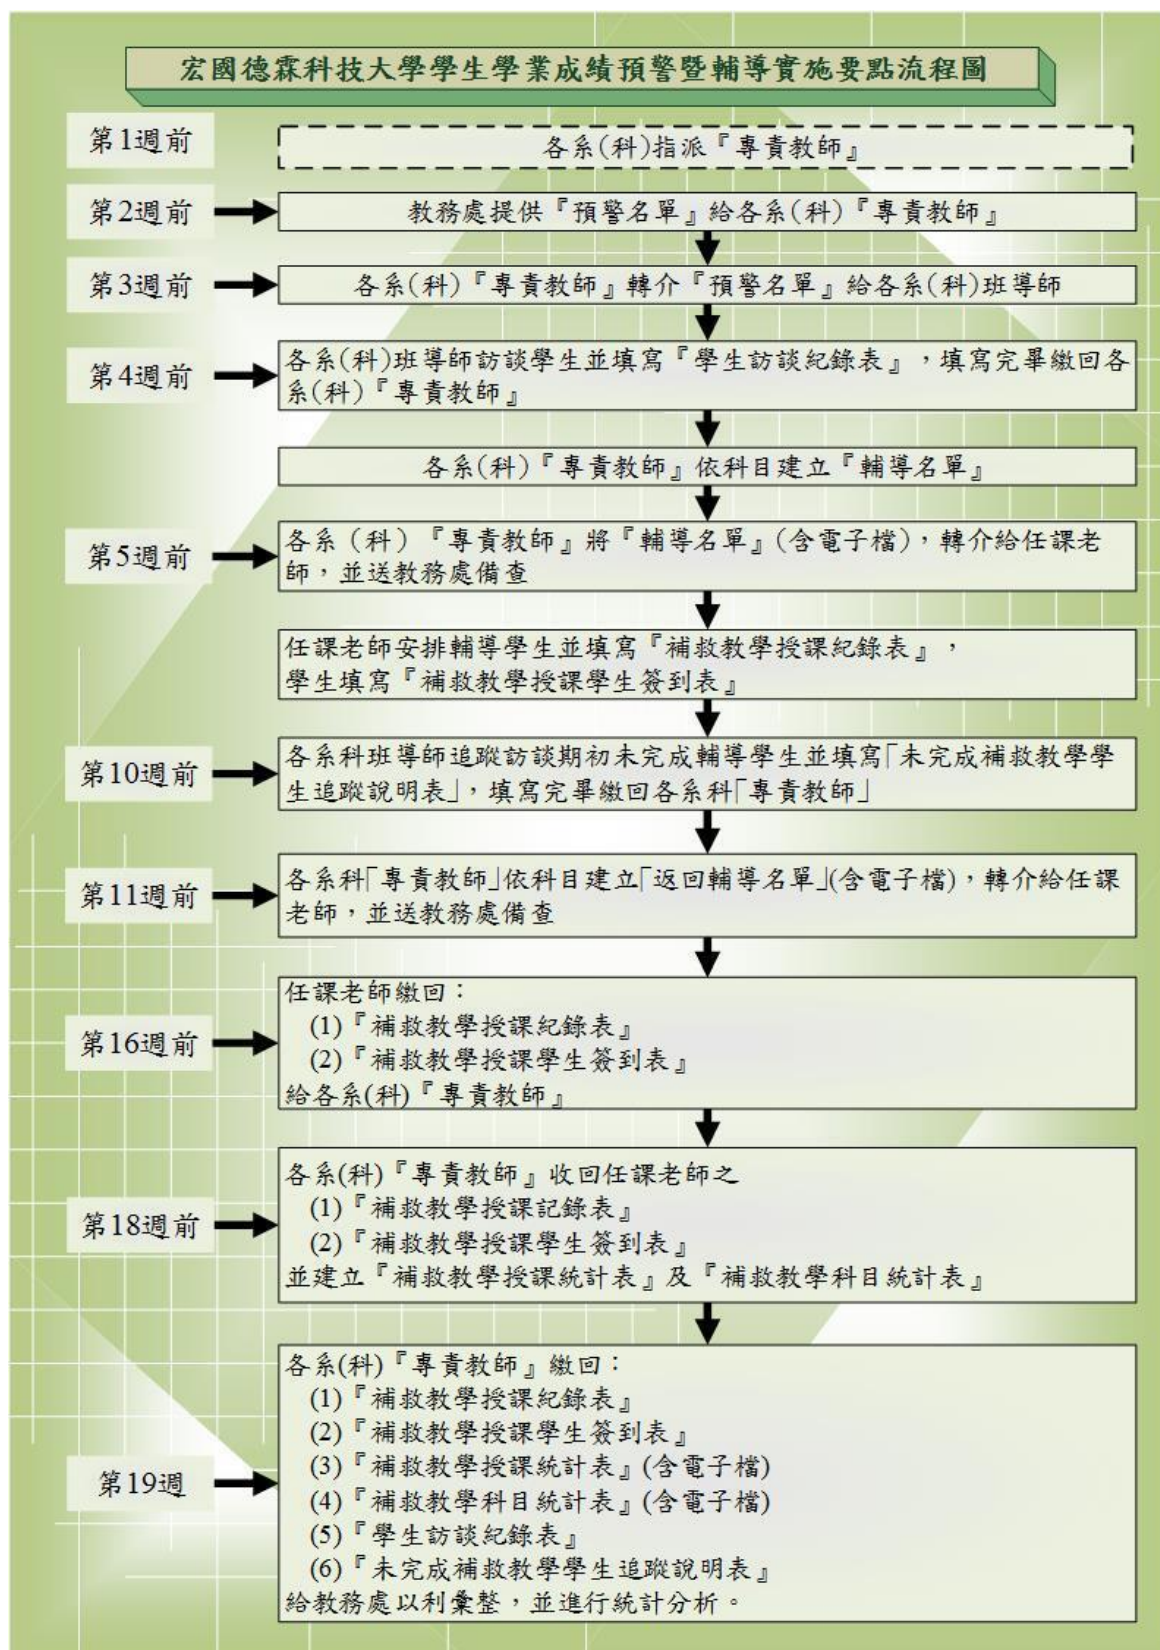 宏國德霖科技大學學生學業成績預警暨輔導實施要點流程圖
第1週前
各系(科)指派『專責教師』
第2週前
教務處提供『預警名單』給各系(科)『專責教師』
第3週前
各系(科)『專責教師』轉介『預警名單』給各系(科)班導師
第4週前
各系(科)班導師訪談學生並填寫『學生訪談紀錄表』,填寫完畢繳回各
系(科)『專責教師』
各系(科)『專責教師』依科目建立『輔導名單』
第5週前
各系(科)『專責教師』將『輔導名單』(含電子檔),轉介給任課老
師,並送教務處備查
任課老師安排輔導學生並填寫『補救教學授課紀錄表』,
學生填寫『補救教學授課學生簽到表』
第10週前
各系科班導師追蹤訪談期初未完成輔導學生並填寫「未完成補救教學學
生追蹤說明表」,填寫完畢繳回各系科「專責教師」
第11週前
各系科「專責教師」依科目建立「返回輔導名單」(含電子檔),轉介給任課
老師,並送教務處備查
第16週前
任課老師繳回:
(1)『補救教學授課紀錄表』
(2)『補救教學授課學生簽到表』
給各系(科)『專責教師』
第18週前
各系(科)『專責教師』收回任課老師之
(1)『補救教學授課記錄表』
(2)『補救教學授課學生簽到表』
並建立『補救教學授課統計表』及『補救教學科目統計表』
第19週
各系(科)『專責教師』繳回:
(1)『補救教學授課紀錄表』
(2)『補救教學授課學生簽到表』
(3)『補救教學授課統計表』(含電子檔)
(4)『補救教學科目統計表』(含電子檔)
(5)『學生訪談紀錄表』
(6)『未完成補救教學學生追蹤說明表』
給教務處以利彙整,並進行統計分析。